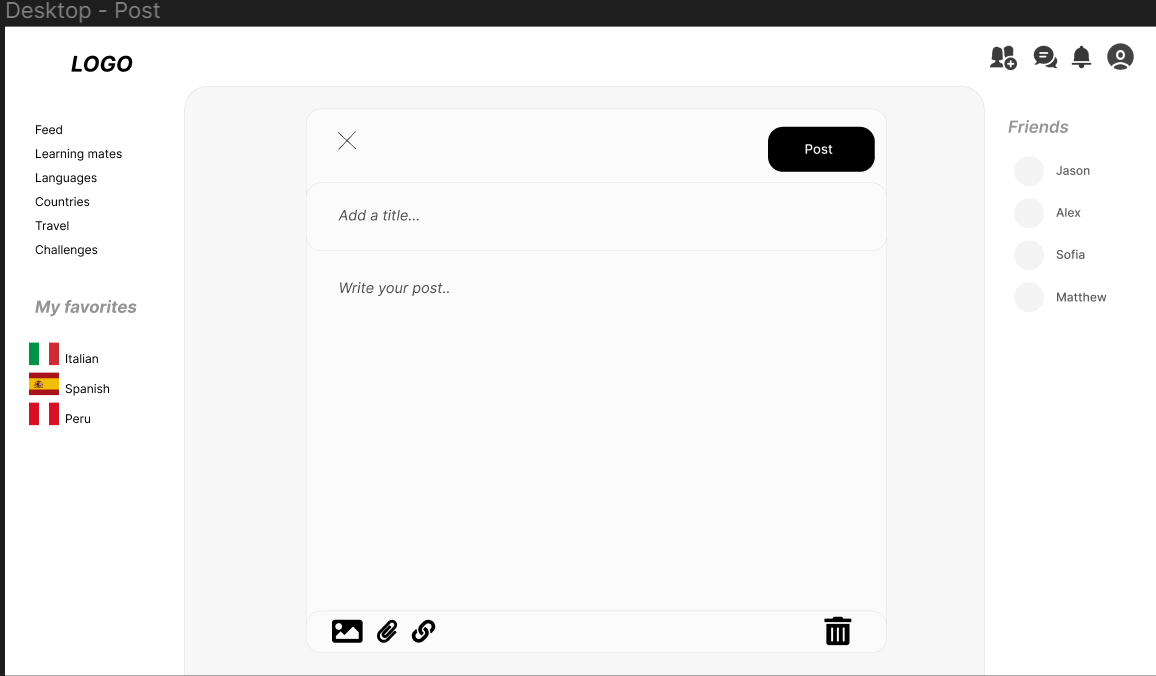 Desktop - Post
LOGO
Feed
Learning mates
Languages
Countries
Travel
Challenges
My favorites
Italian
Spanish
Peru
Post
Add a title...
Write your post..
Friends
Jason
Alex
Sofia
Matthew